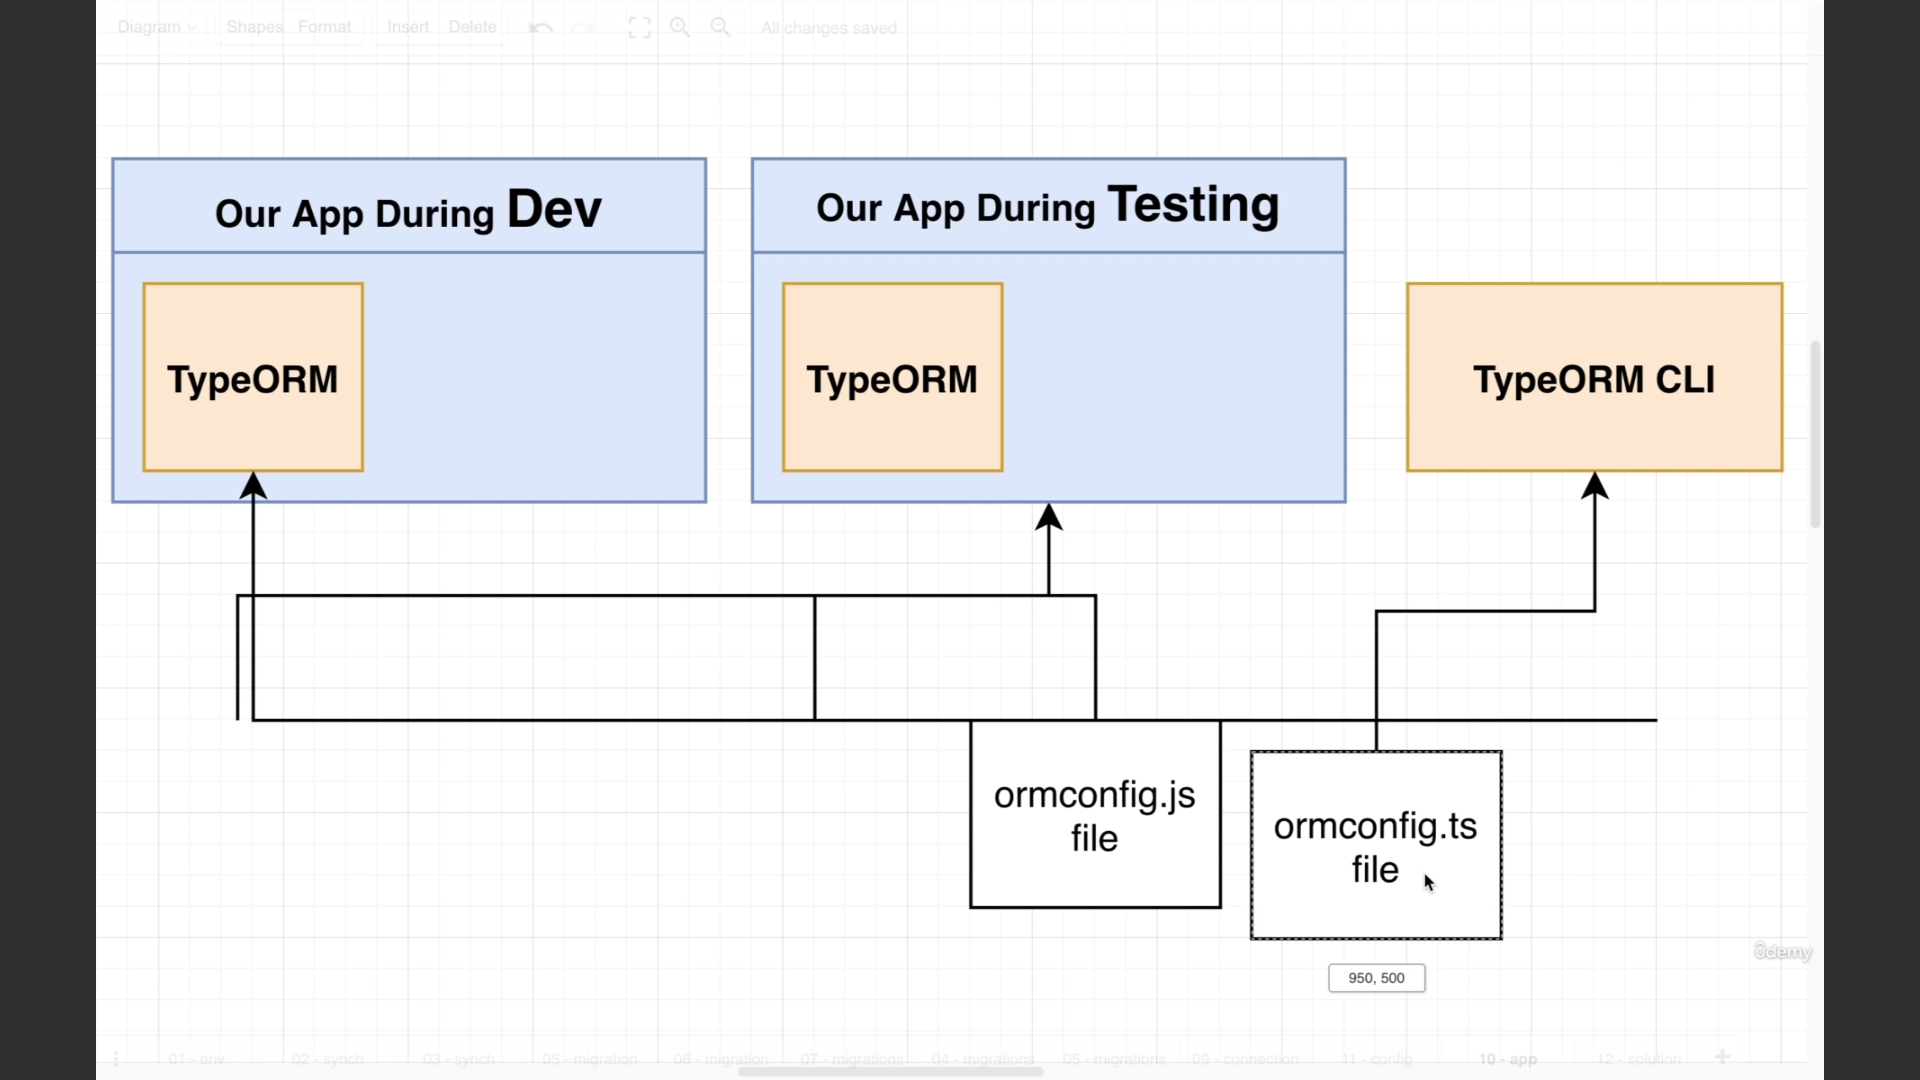 Diagram
Shapes Format
Insert Delete
All changes saved
Our App During Dev
Our App During Testing
TypeORM
TypeORM
TypeORM CLI
ormconfig.js
file
ormconfig.ts
file
ûdemy
950, 500
01 - env
02 - synch
03 - synch
05 - migration
06 - migration
07 - migrations
04 - migrations
05 - migrations
09 - connection
11 - config
10 - app
12 - solution